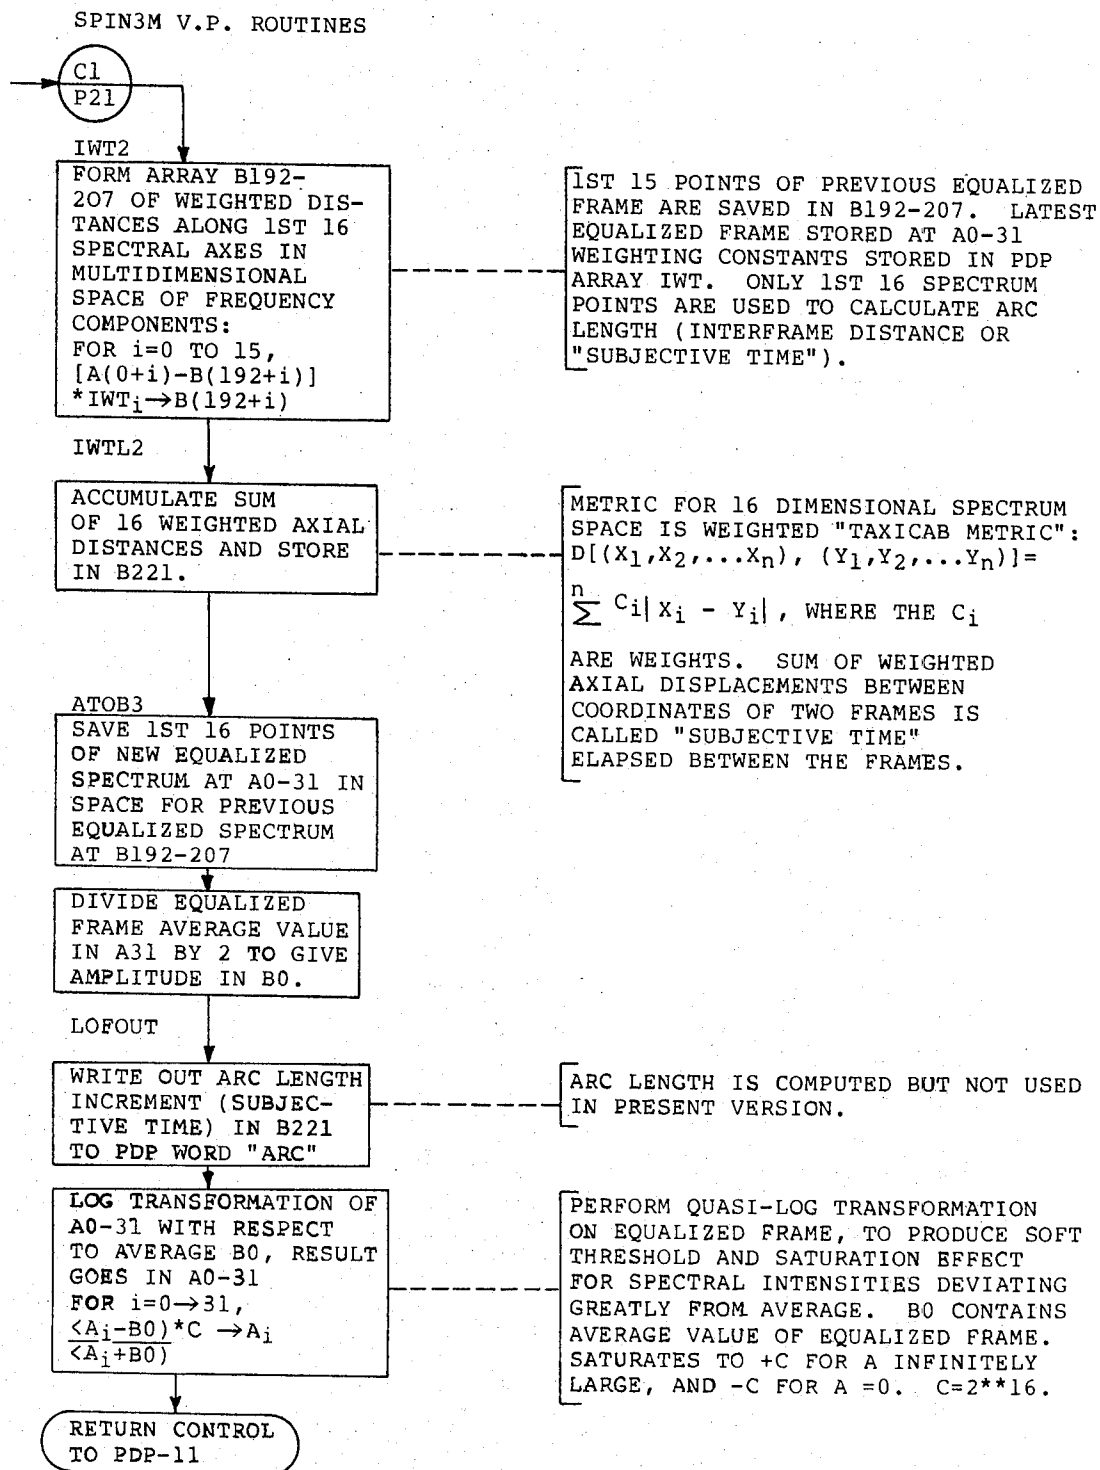 SPIN3M V.P. ROUTINES
C1
P21
IWT2
FORM ARRAY B192-
207 OF WEIGHTED DIS-
TANCES ALONG 1ST 16
SPECTRAL AXES IN
MULTIDIMENSIONAL
SPACE OF FREQUENCY
COMPONENTS:
FOR i=0 TO 15,
[A(0+i)-B(192+i)]
*IWTi→B(192+i)
1ST 15 POINTS OF PREVIOUS EQUALIZED
FRAME ARE SAVED IN B192-207. LATEST
EQUALIZED FRAME STORED AT A0-31
WEIGHTING CONSTANTS STORED IN PDP
ARRAY IWT. ONLY 1ST 16 SPECTRUM
POINTS ARE USED TO CALCULATE ARC
LENGTH (INTERFRAME DISTANCE OR
"SUBJECTIVE TIME").
IWTL2
ACCUMULATE SUM
OF 16 WEIGHTED AXIAL
DISTANCES AND STORE
IN B221.
METRIC FOR 16 DIMENSIONAL SPECTRUM
SPACE IS WEIGHTED "TAXICAB METRIC":
D[(X1,X2,...Xn), (Y1,Y2,...Yn)]=
n
∑ Ci|Xi - Yi|, WHERE THE Ci
ARE WEIGHTS. SUM OF WEIGHTED
AXIAL DISPLACEMENTS BETWEEN
COORDINATES OF TWO FRAMES IS
CALLED "SUBJECTIVE TIME"
ELAPSED BETWEEN THE FRAMES.
ATOB3
SAVE 1ST 16 POINTS
OF NEW EQUALIZED
SPECTRUM AT A0-31 IN
SPACE FOR PREVIOUS
EQUALIZED SPECTRUM
AT B192-207
DIVIDE EQUALIZED
FRAME AVERAGE VALUE
IN A31 BY 2 TO GIVE
AMPLITUDE IN B0.
LOFOUT
WRITE OUT ARC LENGTH
INCREMENT (SUBJEC-
TIVE TIME) IN B221
TO PDP WORD "ARC"
ARC LENGTH IS COMPUTED BUT NOT USED
IN PRESENT VERSION.
LOG TRANSFORMATION OF
A0-31 WITH RESPECT
TO AVERAGE B0, RESULT
GOES IN A0-31
FOR i=0→31,
<Ai-B0)*C →Ai
<Ai+B0)
PERFORM QUASI-LOG TRANSFORMATION
ON EQUALIZED FRAME, TO PRODUCE SOFT
THRESHOLD AND SATURATION EFFECT
FOR SPECTRAL INTENSITIES DEVIATING
GREATLY FROM AVERAGE. B0 CONTAINS
AVERAGE VALUE OF EQUALIZED FRAME.
SATURATES TO +C FOR A INFINITELY
LARGE, AND -C FOR A =0. C=2**16.
RETURN CONTROL
TO PDP-11